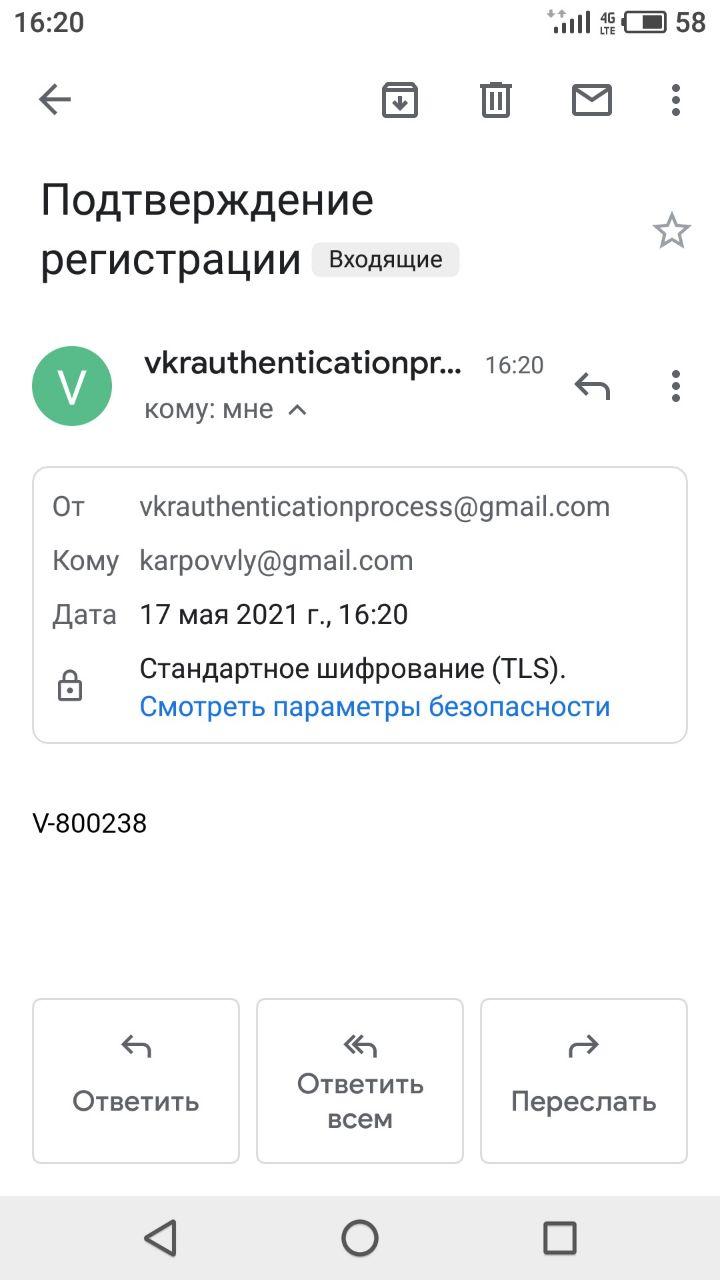 16:20
4G
LTE
58
Подтверждение
регистрации Входящие
V
vkrauthenticationpr... 16:20
кому: мне
От vkrauthenticationprocess@gmail.com
Кому karpovvly@gmail.com
Дата 17 мая 2021 г., 16:20
Стандартное шифрование (TLS).
Смотреть параметры безопасности
V-800238
Ответить
Ответить
всем
Переслать